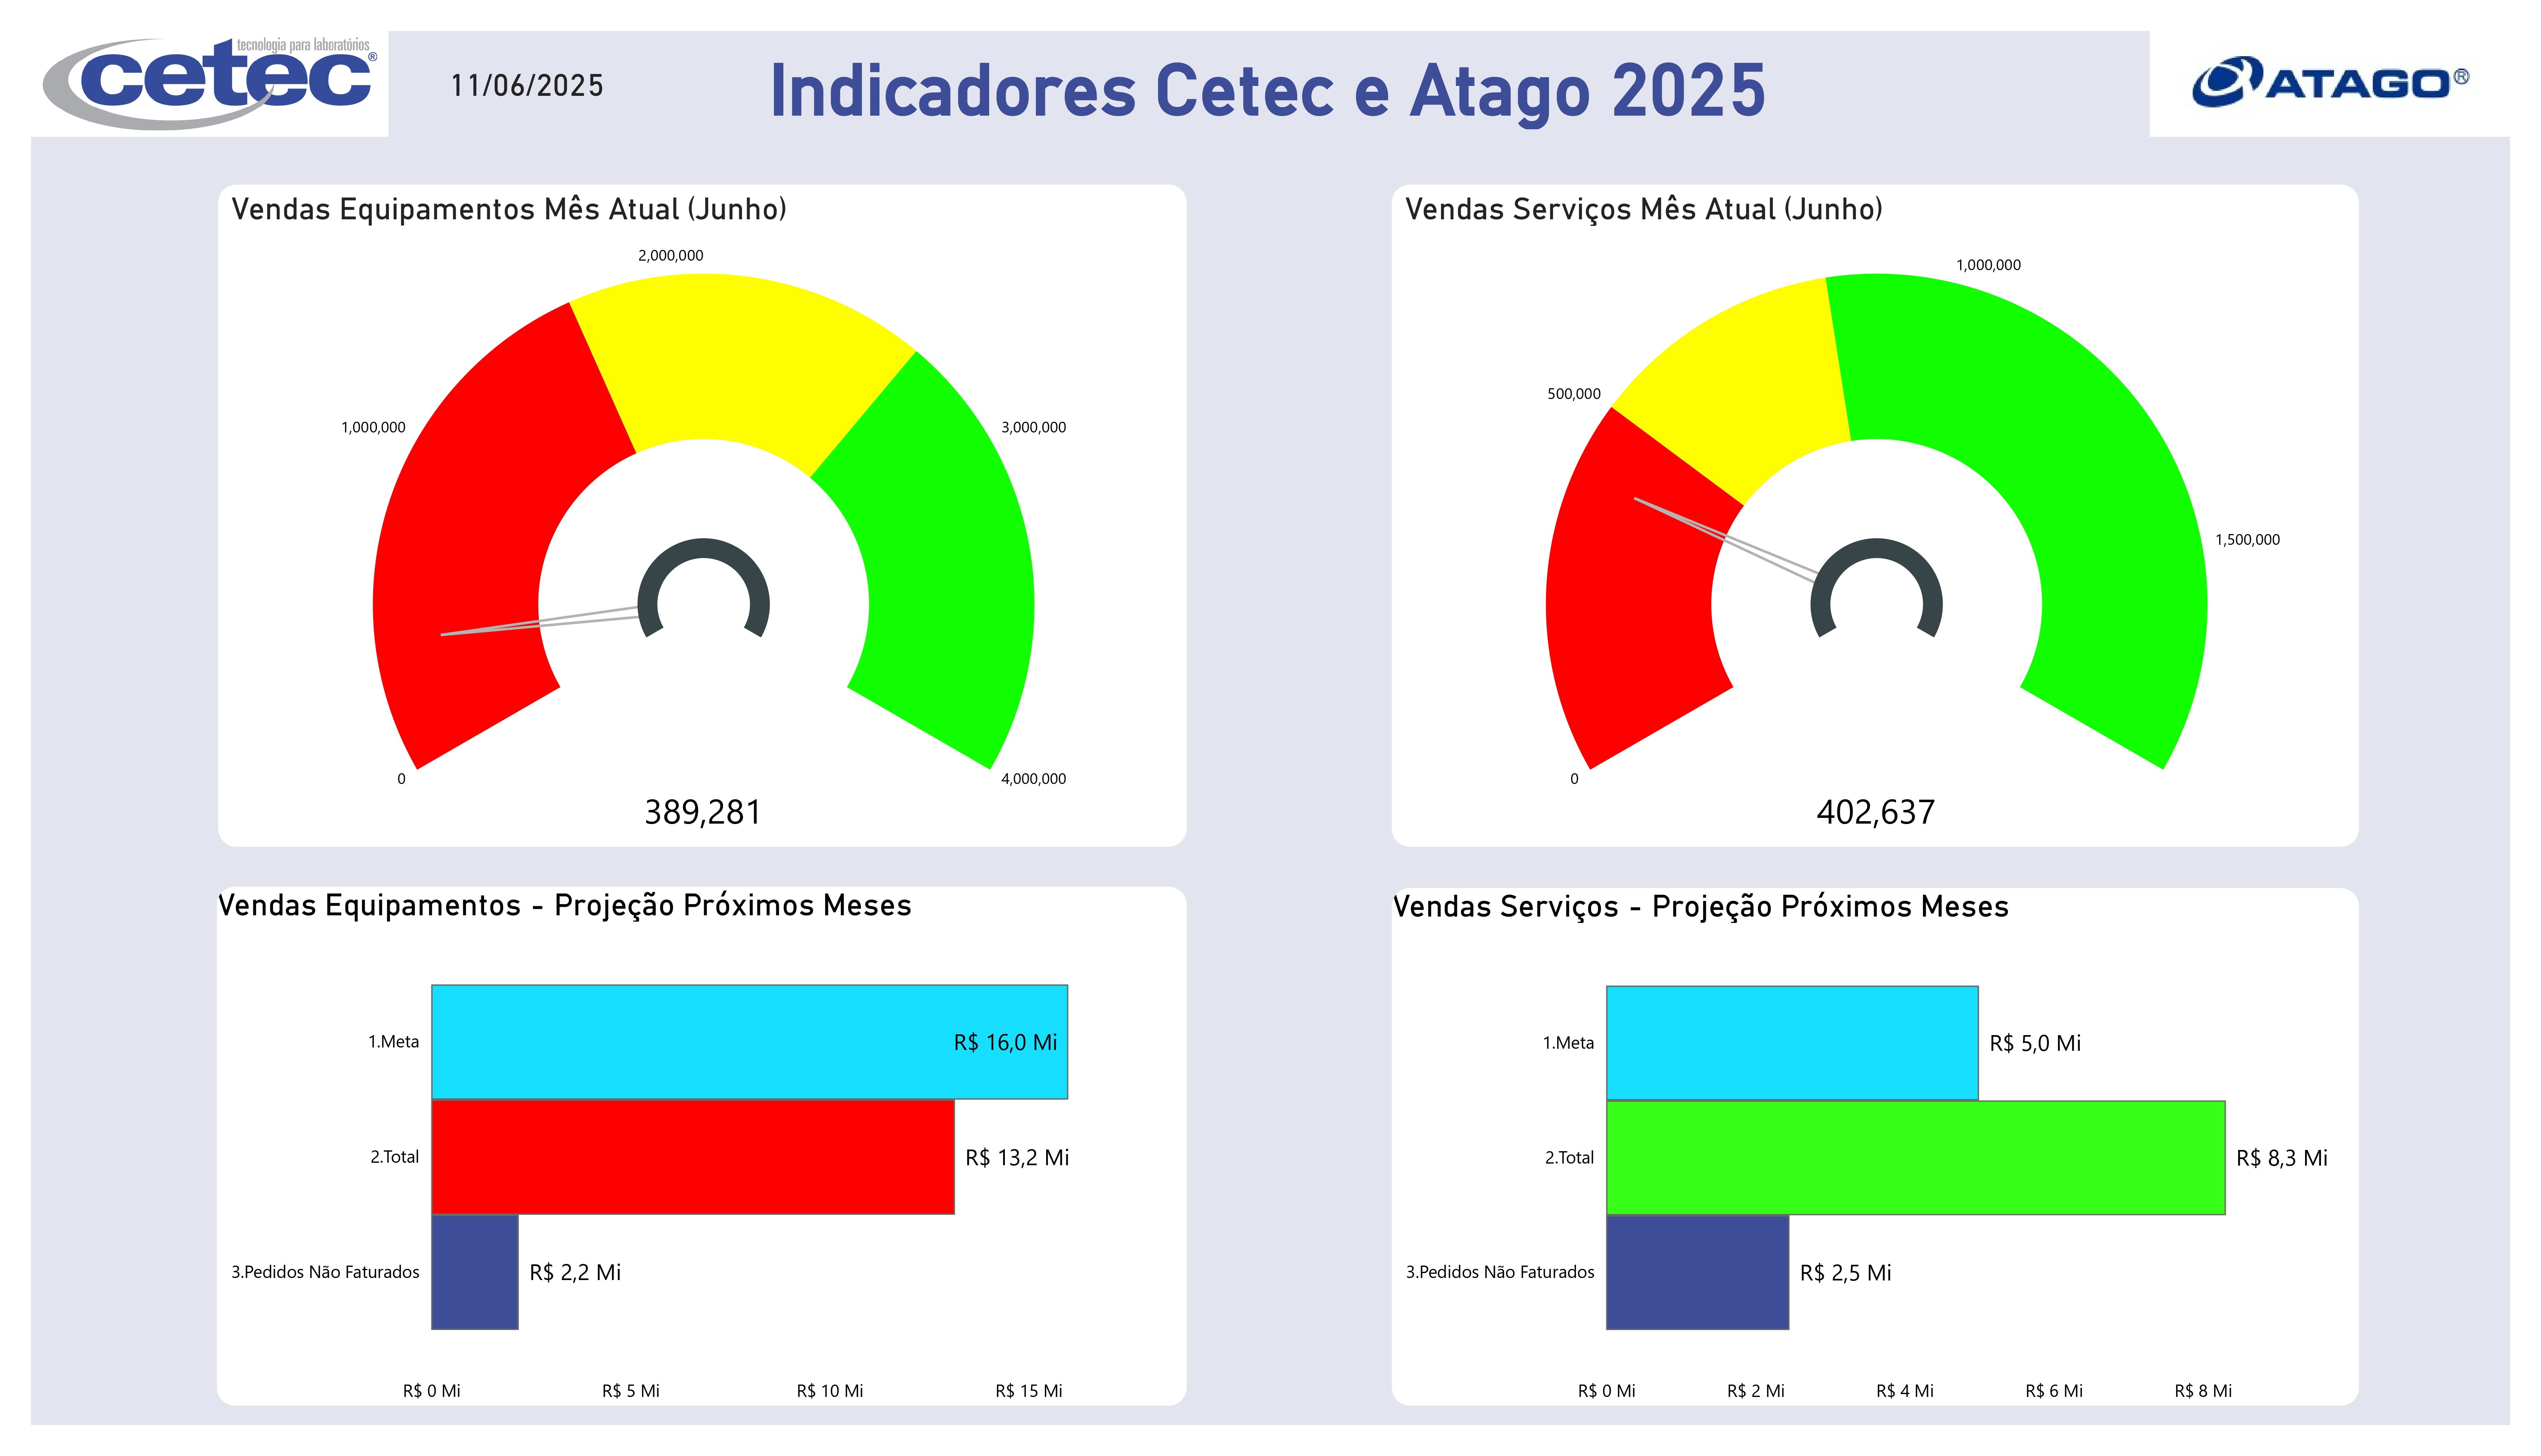 tecnologia para laboratórios
cetec®
11/06/2025
Indicadores Cetec e Atago 2025
ATAGO®
Vendas Equipamentos Mês Atual (Junho)
2,000,000
1,000,000
3,000,000
0
4,000,000
389,281
Vendas Serviços Mês Atual (Junho)
1,000,000
500,000
1,500,000
0
402,637
Vendas Equipamentos - Projeção Próximos Meses
1.Meta
R$ 16,0 Mi
2.Total
R$ 13,2 Mi
3.Pedidos Não Faturados
R$ 2,2 Mi
R$ 0 Mi
R$ 5 Mi
R$ 10 Mi
R$ 15 Mi
Vendas Serviços - Projeção Próximos Meses
1.Meta
R$ 5,0 Mi
2.Total
R$ 8,3 Mi
3.Pedidos Não Faturados
R$ 2,5 Mi
R$ 0 Mi
R$ 2 Mi
R$ 4 Mi
R$ 6 Mi
R$ 8 Mi